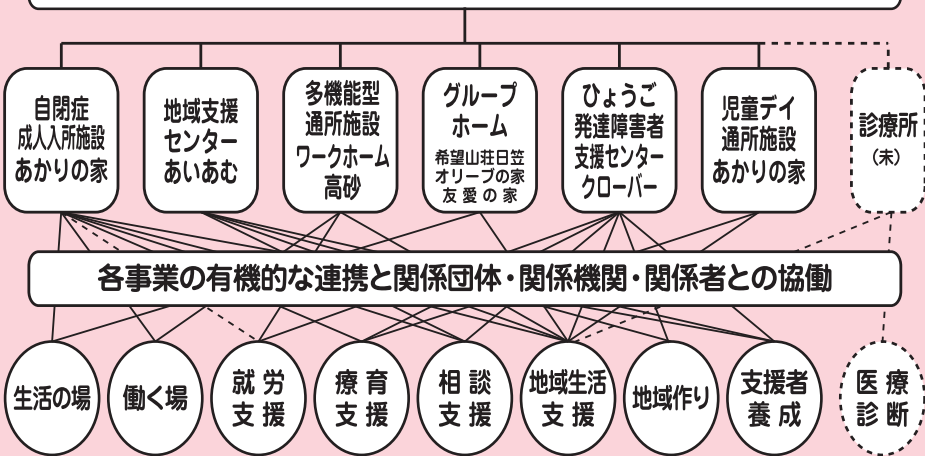 自閉症
成人入所施設
あかりの家
地域支援
センター
あいあむ
多機能型
通所施設
ワークホーム
高砂
グループ
ホーム
希望山荘日笠
オリーブの家
友愛の家
ひょうご
発達障害者
支援センター
クローバー
児童デイ
通所施設
あかりの家
診療所
（未）
各事業の有機的な連携と関係団体・関係機関・関係者との協働
生活の場
働く場
就労
支援
療育
支援
相談
支援
地域生活
支援
地域作り
支援者
養成
医療
診断